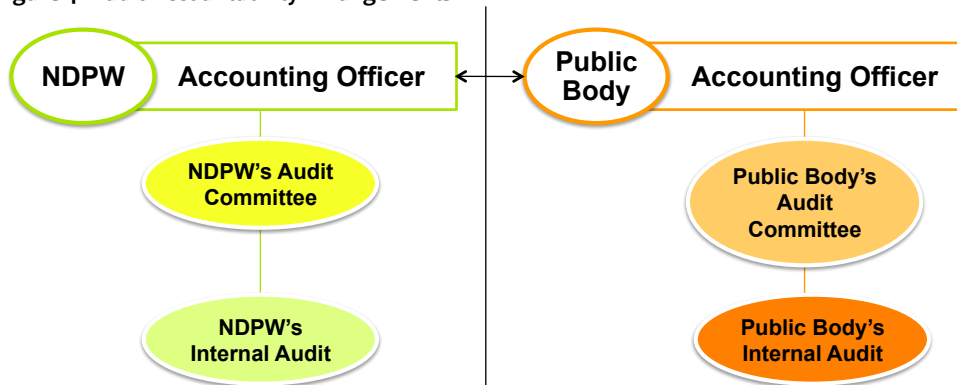 NDPW
Accounting Officer
Public
Body
Accounting Officer
NDPW's Audit
Committee
Public Body's
Audit
Committee
NDPW's
Internal Audit
Public Body's
Internal Audit